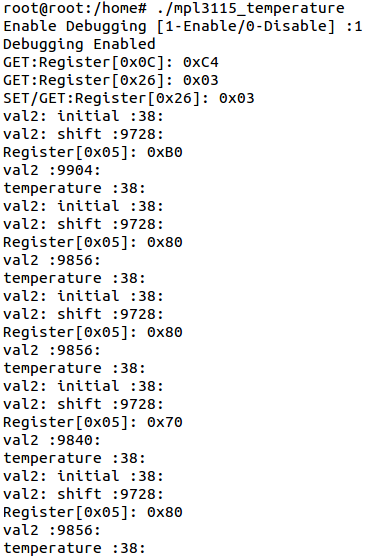 root@root:/home# ./mpl3115_temperature
Enable Debugging [1-Enable/0-Disable] :1
Debugging Enabled
GET:Register[0x0C]: 0xC4
GET:Register[0x26]: 0x03
SET/GET:Register[0x26]: 0x03
val2: initial :38:
val2: shift :9728:
Register[0x05]: 0xB0
val2 :9904:
temperature :38:
val2: initial :38:
val2: shift :9728:
Register[0x05]: 0x80
val2 :9856:
temperature :38:
val2: initial :38:
val2: shift :9728:
Register[0x05]: 0x80
val2 :9856:
temperature :38:
val2: initial :38:
val2: shift :9728:
Register[0x05]: 0x70
val2 :9840:
temperature :38:
val2: initial :38:
val2: shift :9728:
Register[0x05]: 0x80
val2 :9856:
temperature :38: